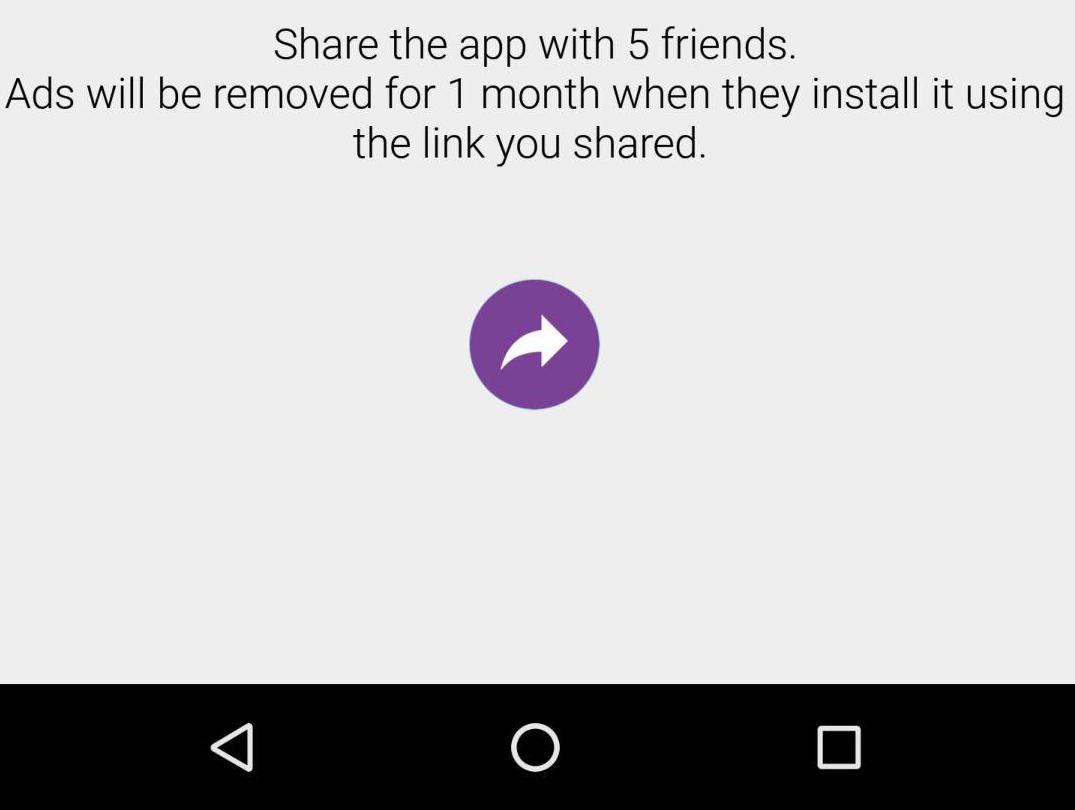 Share the app with 5 friends.
Ads will be removed for 1 month when they install it using
the link you shared.